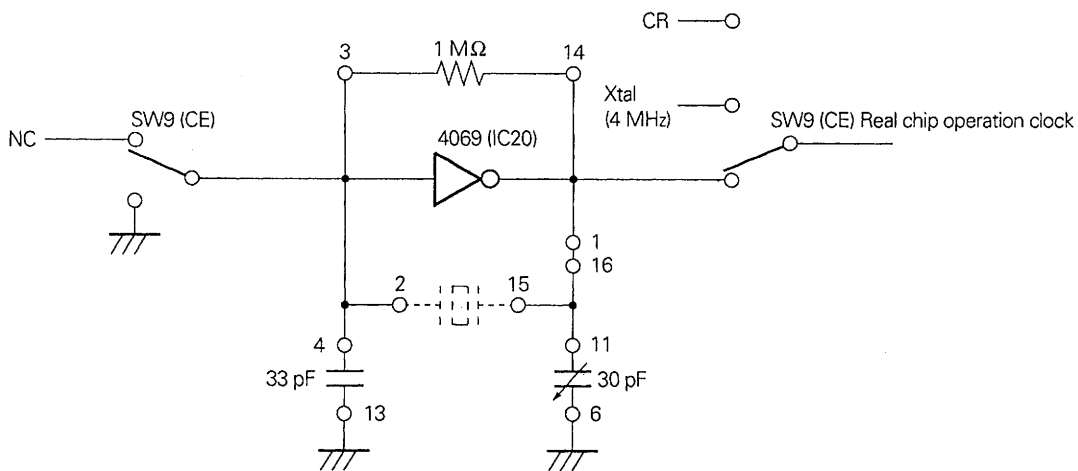 CR
3
1 MΩ
14
Xtal
(4 MHz)
SW9 (CE)
NC
4069 (IC20)
SW9 (CE) Real chip operation clock
1
16
2
15
4
11
33 pF
30 pF
13
6